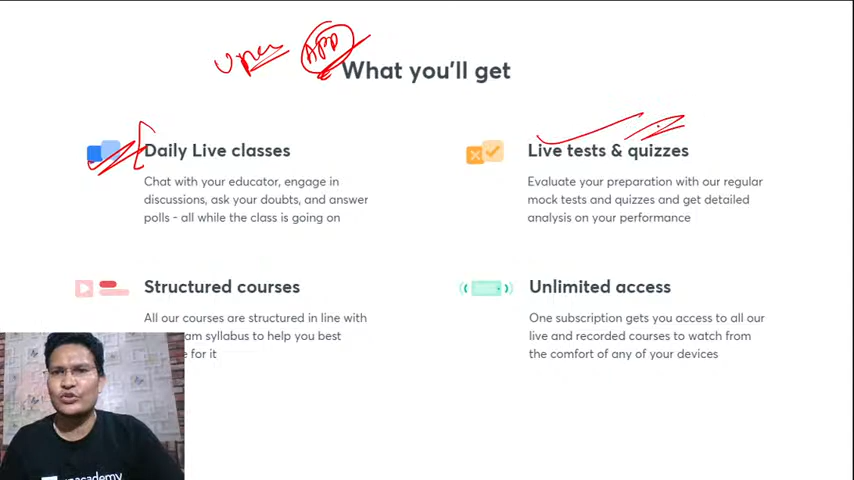 APP
What you'll get
Daily Live classes
Chat with your educator, engage in
discussions, ask your doubts, and answer
polls - all while the class is going on
Live tests & quizzes
Evaluate your preparation with our regular
mock tests and quizzes and get detailed
analysis on your performance
Structured courses
All our courses are structured in line with
am syllabus to help you best
e for it
Unlimited access
One subscription gets you access to all our
live and recorded courses to watch from
the comfort of any of your devices